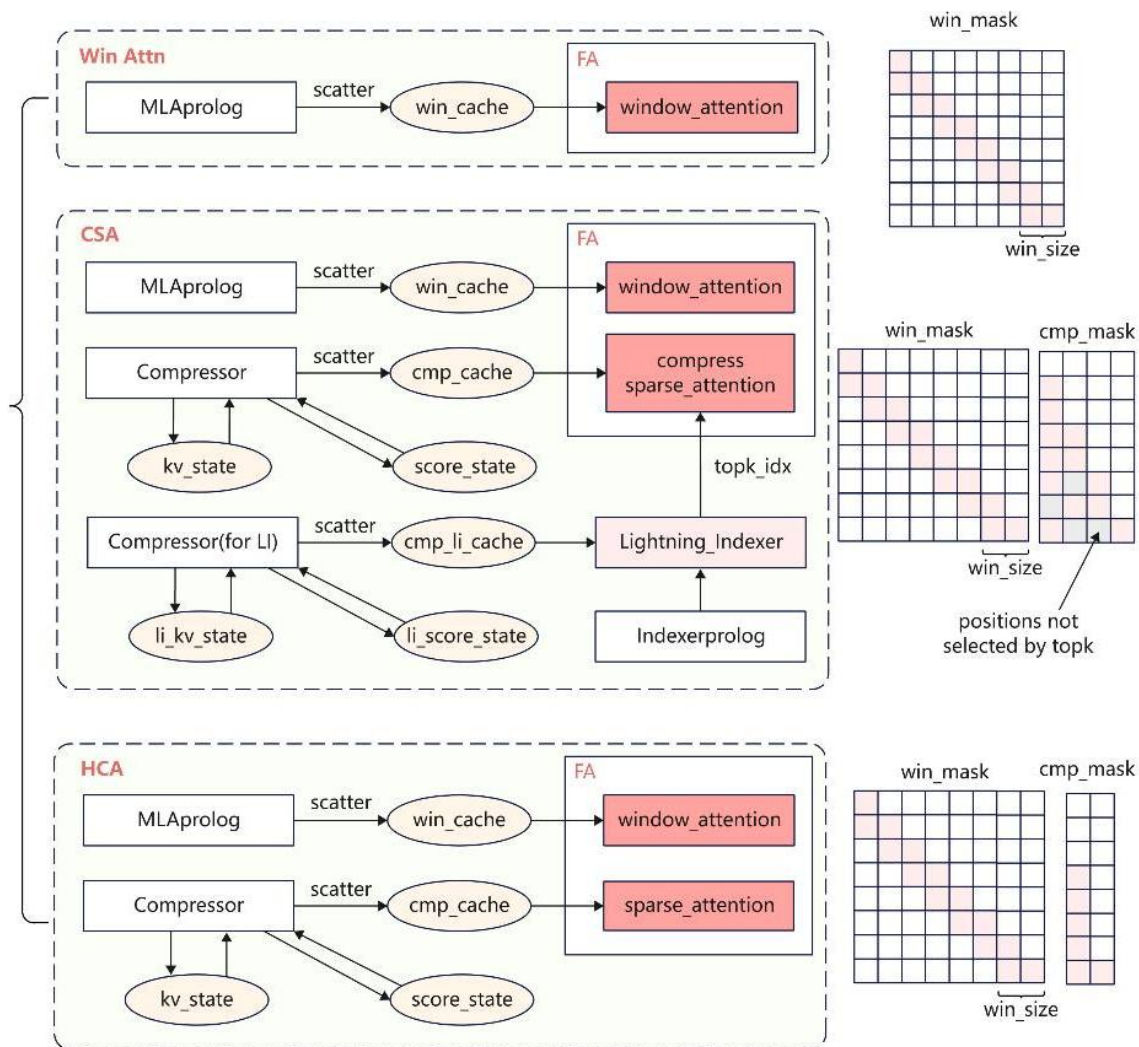 win_mask
Win Attn
FA
MLAprolog
scatter
win_cache
window_attention
win_size
CSA
FA
MLAprolog
scatter
win_cache
window_attention
win_mask
cmp_mask
Compressor
scatter
cmp_cache
compress
sparse_attention
kv_state
score_state
topk_idx
Compressor(for LI)
scatter
cmp_li_cache
Lightning_Indexer
win_size
li_kv_state
li_score_state
Indexerprolog
positions not
selected by topk
HCA
FA
win_mask
cmp_mask
MLAprolog
scatter
win_cache
window_attention
Compressor
scatter
cmp_cache
sparse_attention
kv_state
score_state
win_size